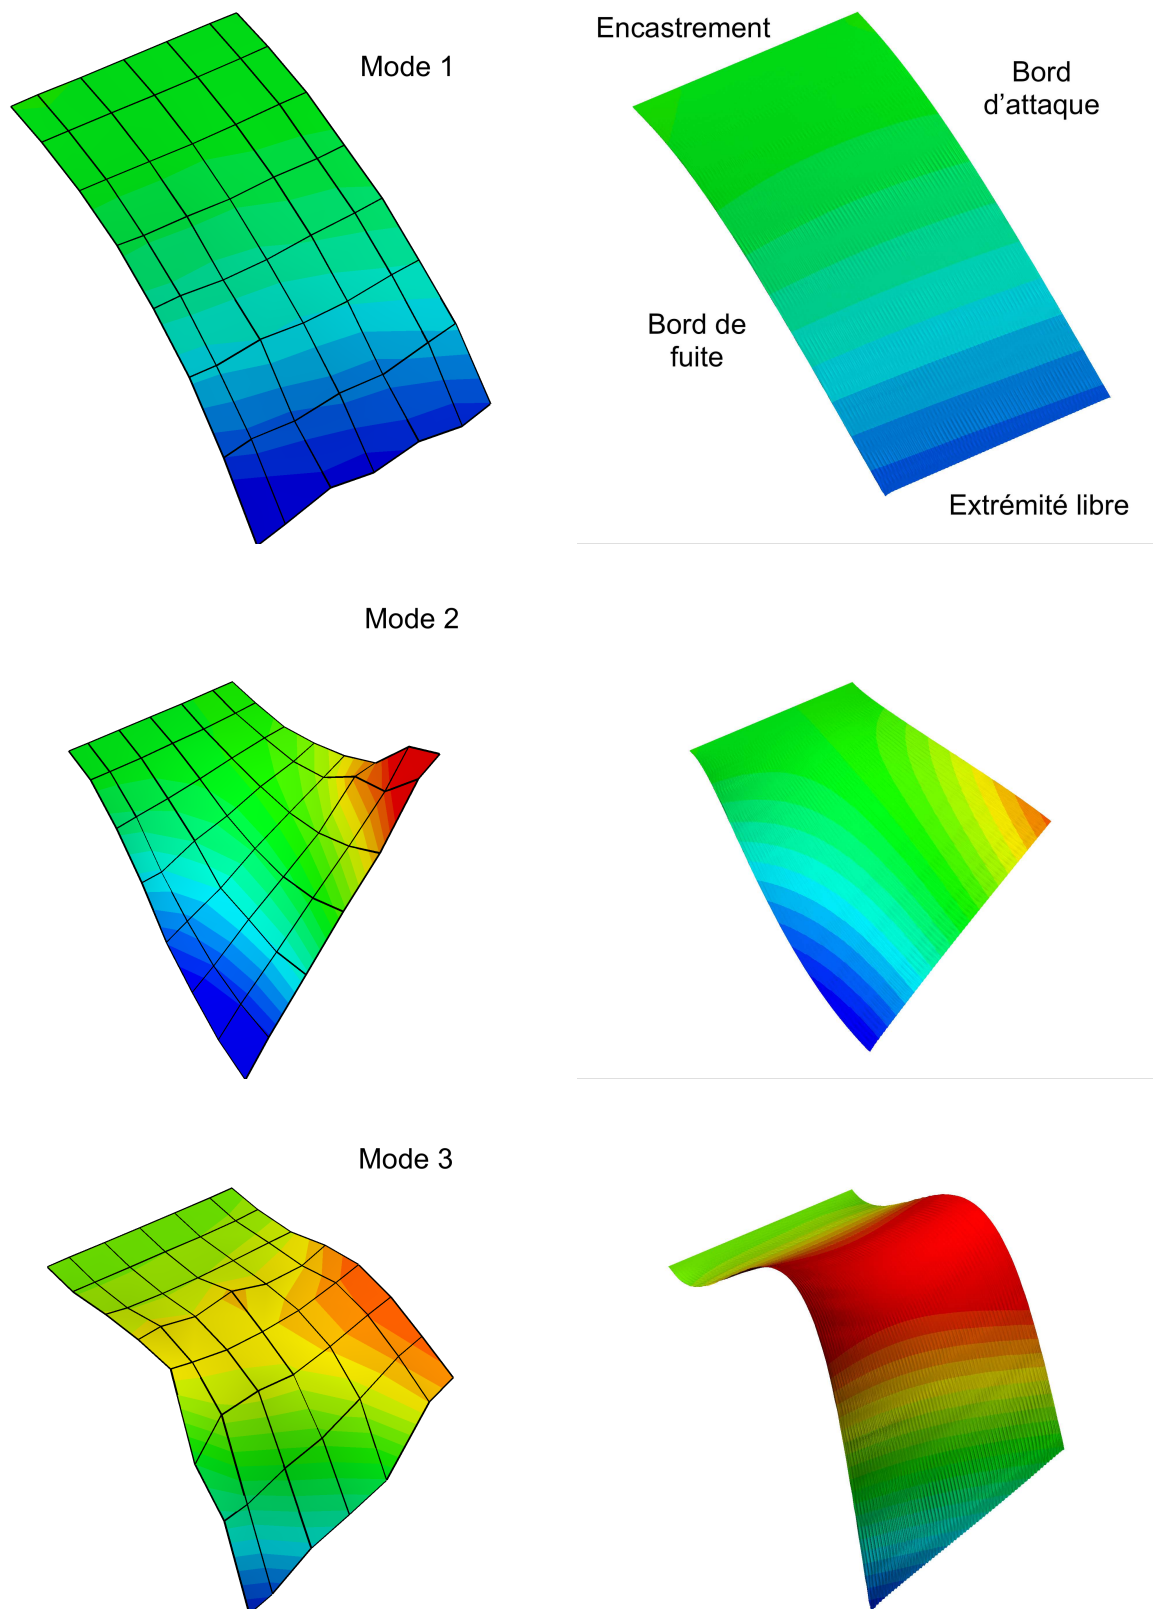 Mode 1
Encastrement
Bord
d’attaque
Bord de
fuite
Extrémité libre
Mode 2
Mode 3